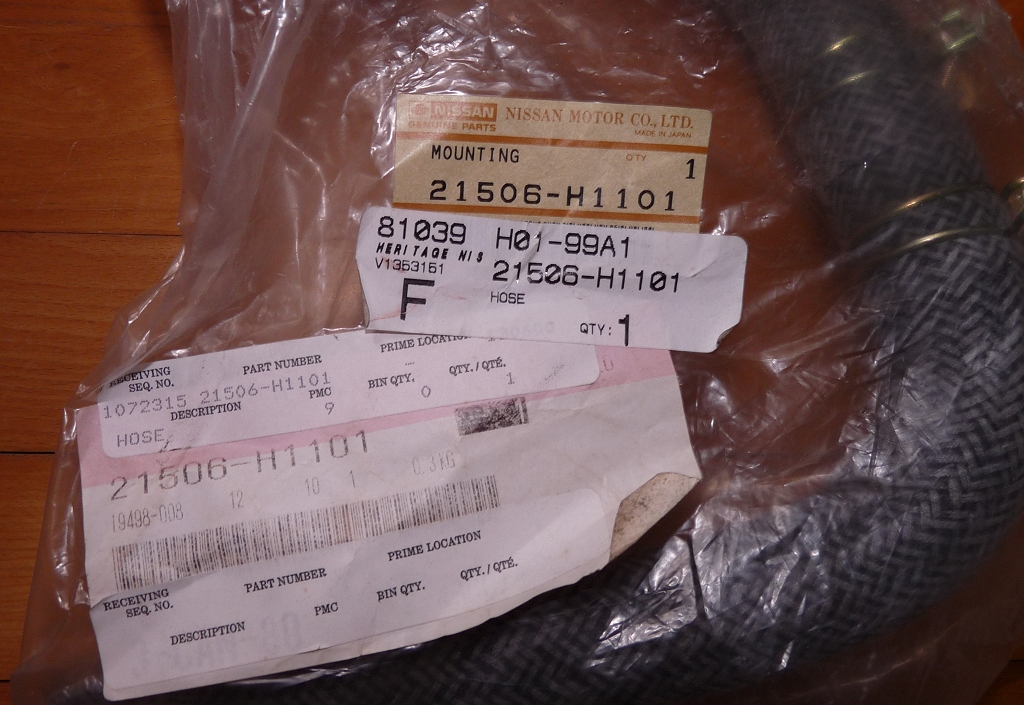 NISSAN NISSAN MOTOR CO., LTD.
GENUINE PARTS MADE IN JAPAN
MOUNTING QTY 1
21506-H1101
81039 H01-99A1
HERITAGE NIS
V1353151 21506-H1101
F HOSE
QTY: 1
RECEIVING SEQ. NO. PART NUMBER PRIME LOCATION
1072315 21506-H1101 BIN QTY. QTY./QTÉ.
DESCRIPTION PMC 0 1
HOSE, 9
21506-H1101
19498-008 12 10 1 0.3KG
PRIME LOCATION
RECEIVING SEQ. NO. PART NUMBER BIN QTY. QTY./QTÉ.
DESCRIPTION PMC